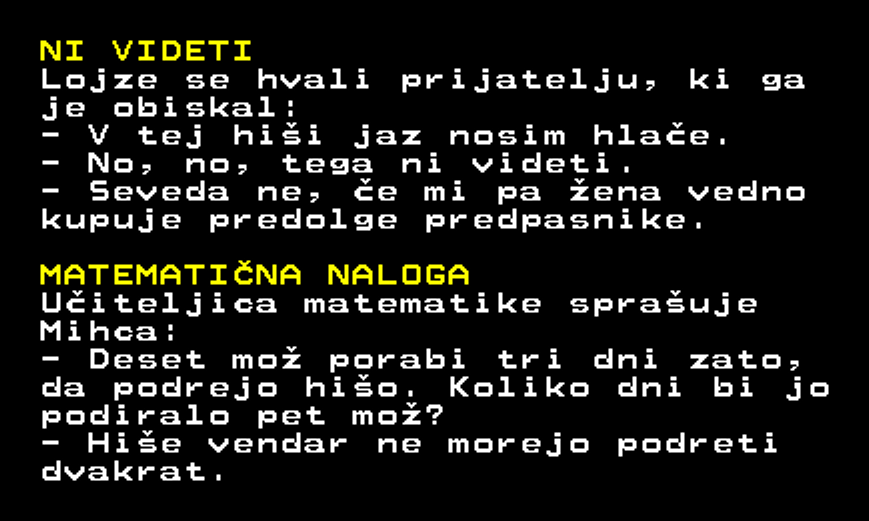 NI VIDETI
Lojze se hvali prijatelju, ki ga
je obiskal:
- V tej hiši jaz nosim hlače.
- No, no, tega ni videti.
- Seveda ne, če mi pa žena vedno
kupuje predolge predpasnike.
MATEMATIČNA NALOGA
Učiteljica matematike sprašuje
Mihca:
- Deset mož porabi tri dni zato,
da podrejo hišo. Koliko dni bi jo
podiralo pet mož?
- Hiše vendar ne morejo podreti
dvakrat.